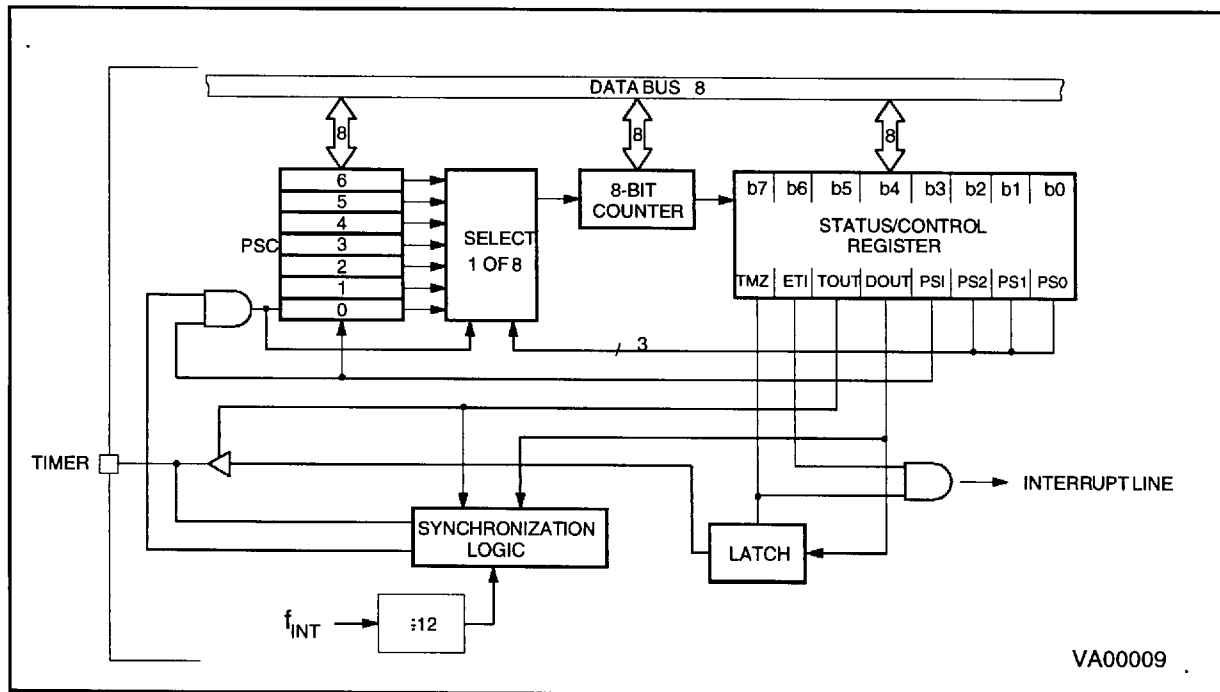 DATA BUS 8
8 8 8
6
5
4
3
2
1
0
PSC
SELECT
1 OF 8
8-BIT
COUNTER
b7 b6 b5 b4 b3 b2 b1 b0
STATUS/CONTROL
REGISTER
TMZ ETI TOUT DOUT PSI PS2 PS1 PS0
3
TIMER
SYNCHRONIZATION
LOGIC
LATCH
INTERRUPT LINE
fINT
÷12
VA00009